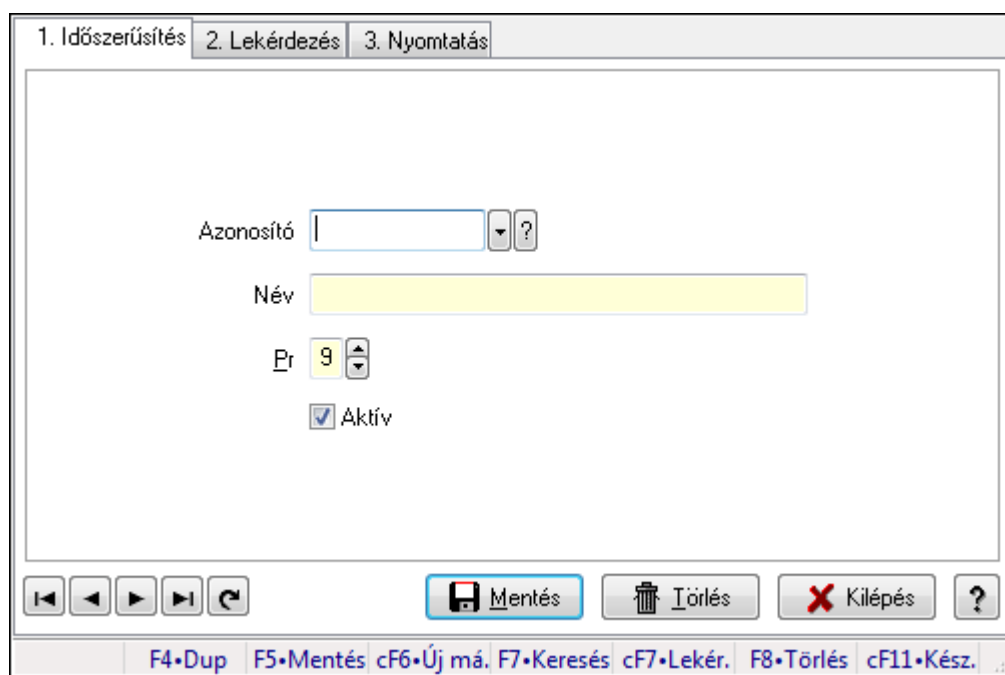 1. Időszerűsítés 2. Lekérdezés 3. Nyomtatás
Azonosító ?
Név
Pr 9
Aktív
Mentés Törlés Kilépés ?
F4•Dup F5•Mentés cF6•Új má. F7•Keresés cF7•Lekér. F8•Törlés cF11•Kész.